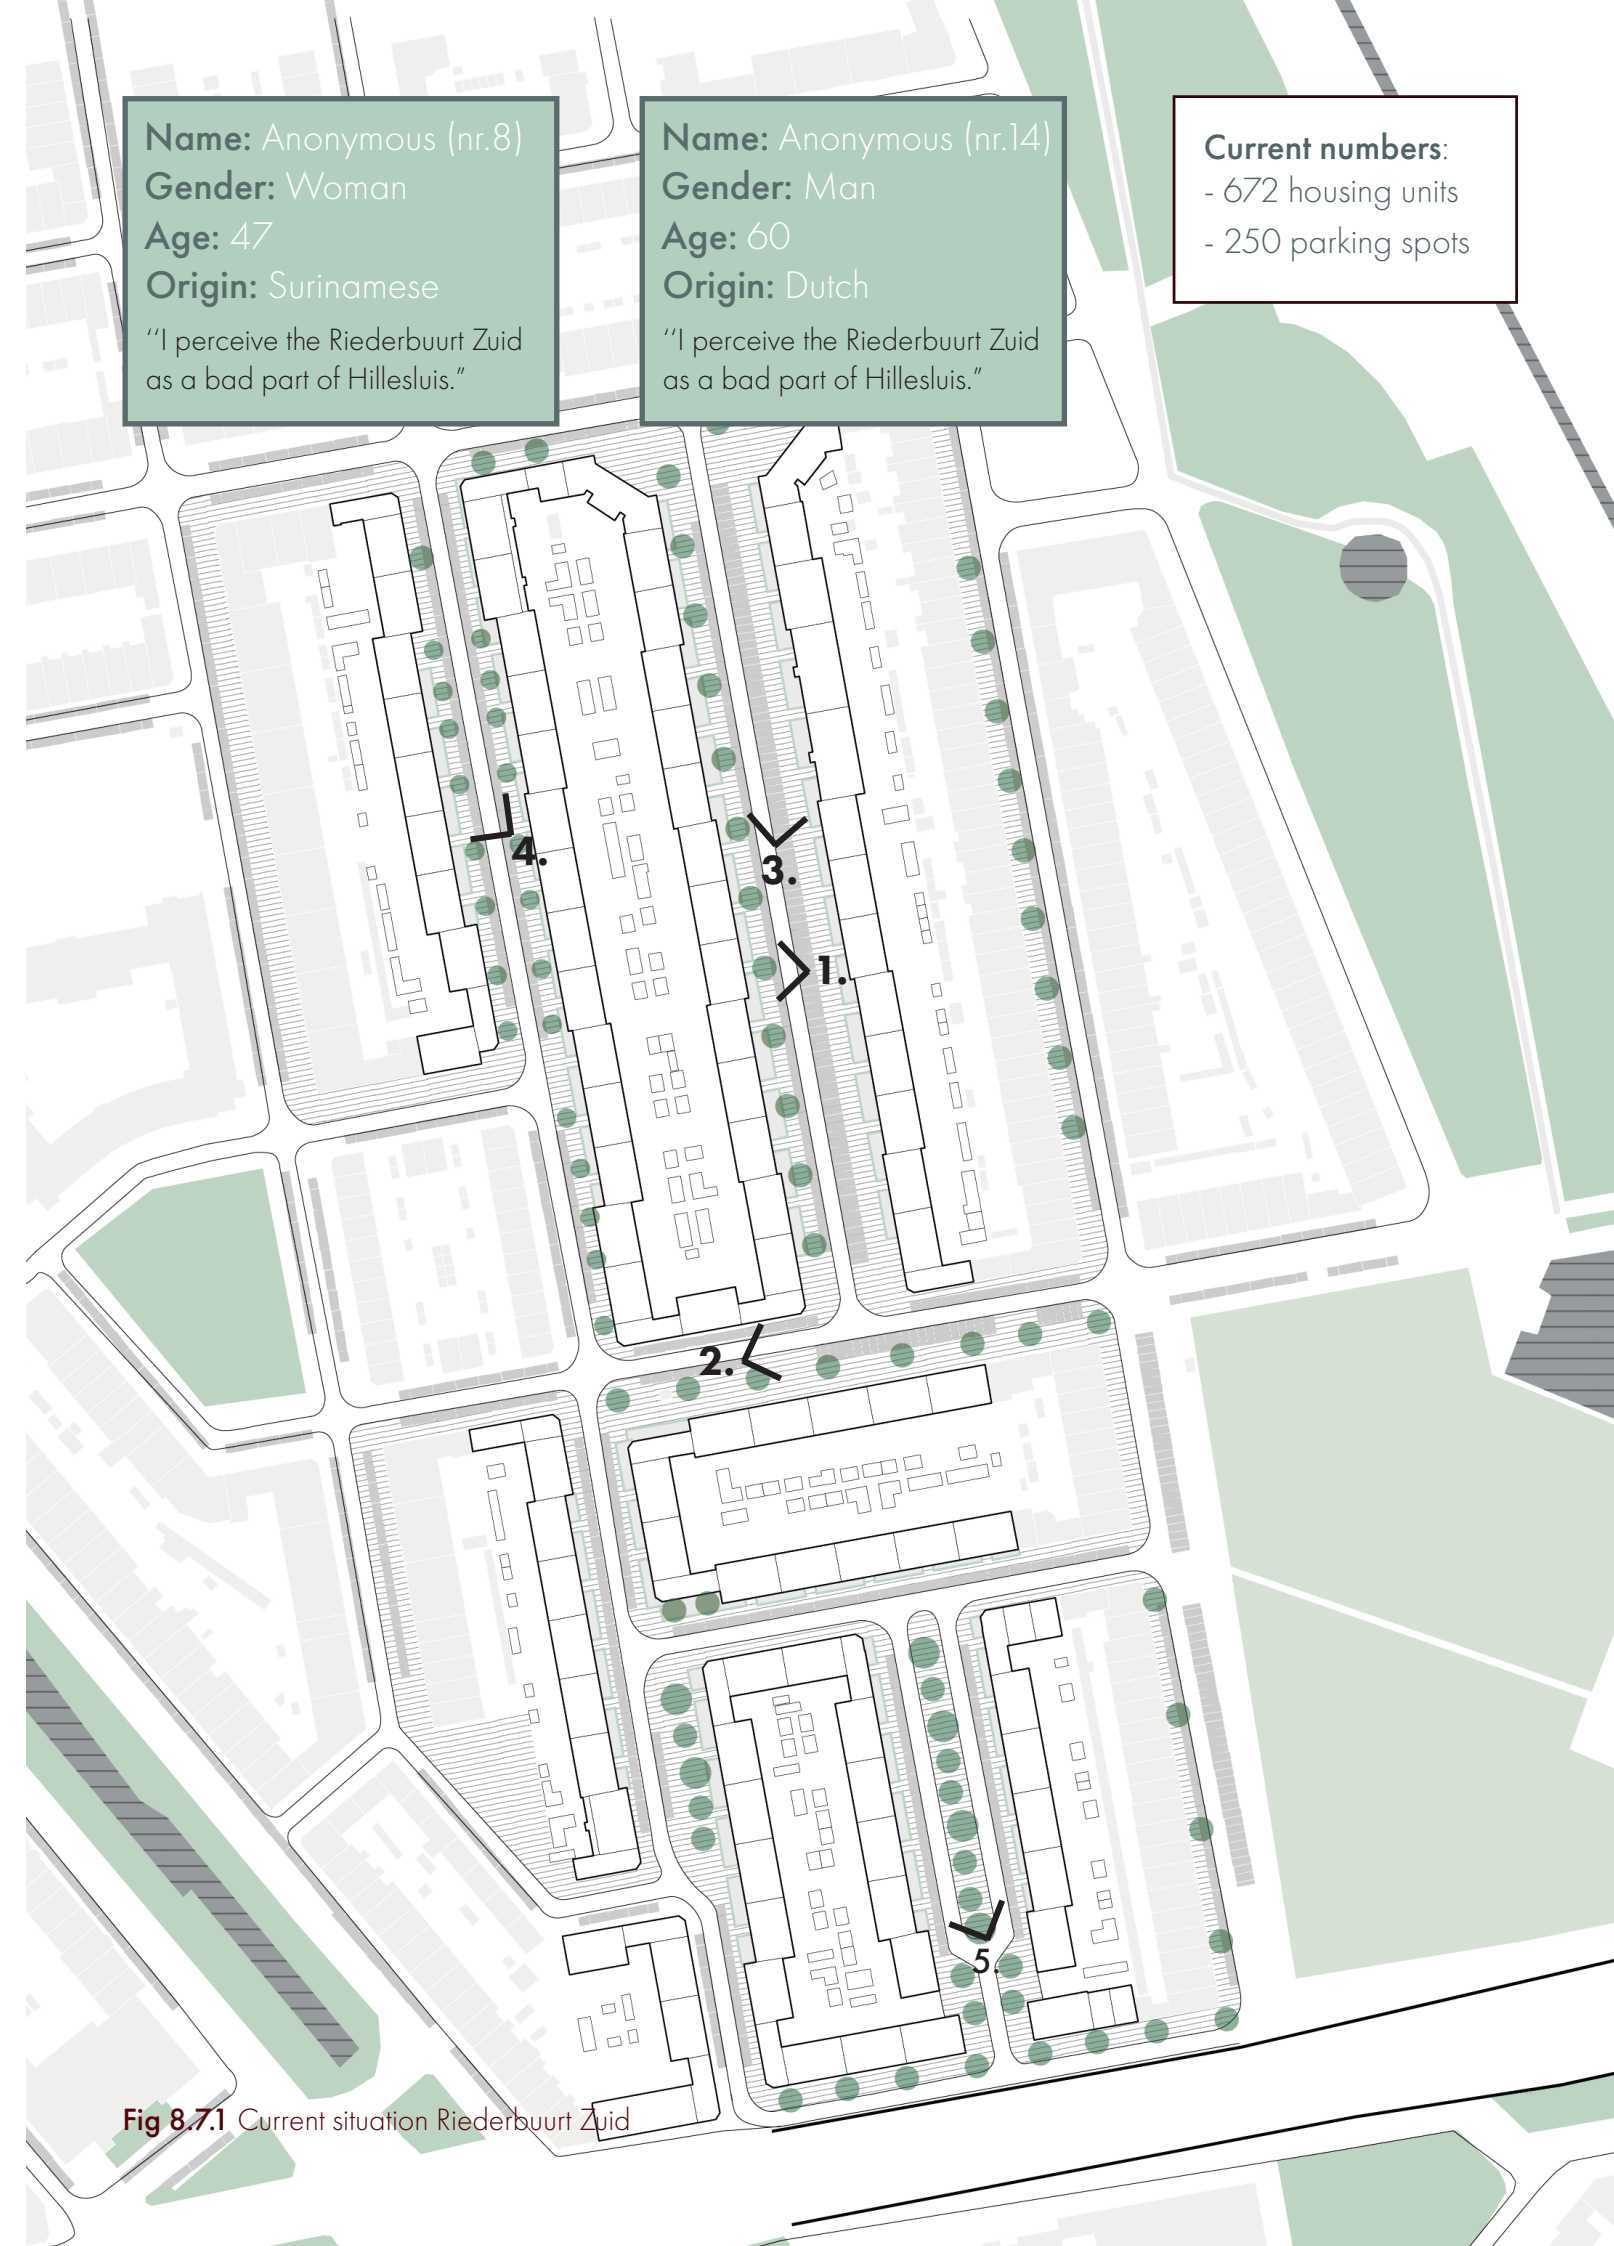 Name: Anonymous (nr.8)
Gender: Woman
Age: 47
Origin: Surinamese
‘‘I perceive the Riederbuurt Zuid
as a bad part of Hillesluis.”
Name: Anonymous (nr.14)
Gender: Man
Age: 60
Origin: Dutch
‘‘I perceive the Riederbuurt Zuid
as a bad part of Hillesluis.”
Current numbers:
- 672 housing units
- 250 parking spots
4.
3.
1.
2.
5.
Fig 8.7.1 Current situation Riederbuurt Zuid